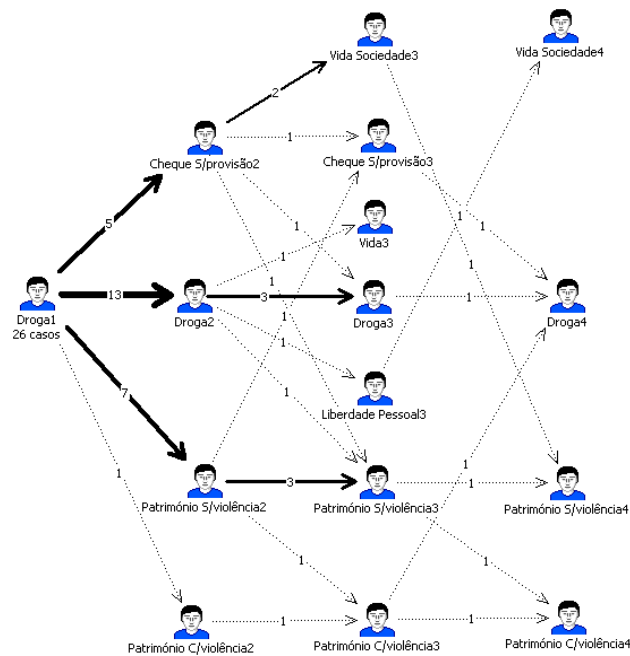 Vida Sociedade3
Vida Sociedade4
2
Cheque S/provisão2
1
Cheque S/provisão3
1
1
5
1
1
Vida3
1
1
1
Droga1
26 casos
13
Droga2
3
Droga3
1
Droga4
1
1
7
Liberdade Pessoal3
1
1
1
Património S/violência2
3
Património S/violência3
1
Património S/violência4
1
1
Património C/violência2
1
Património C/violência3
1
Património C/violência4